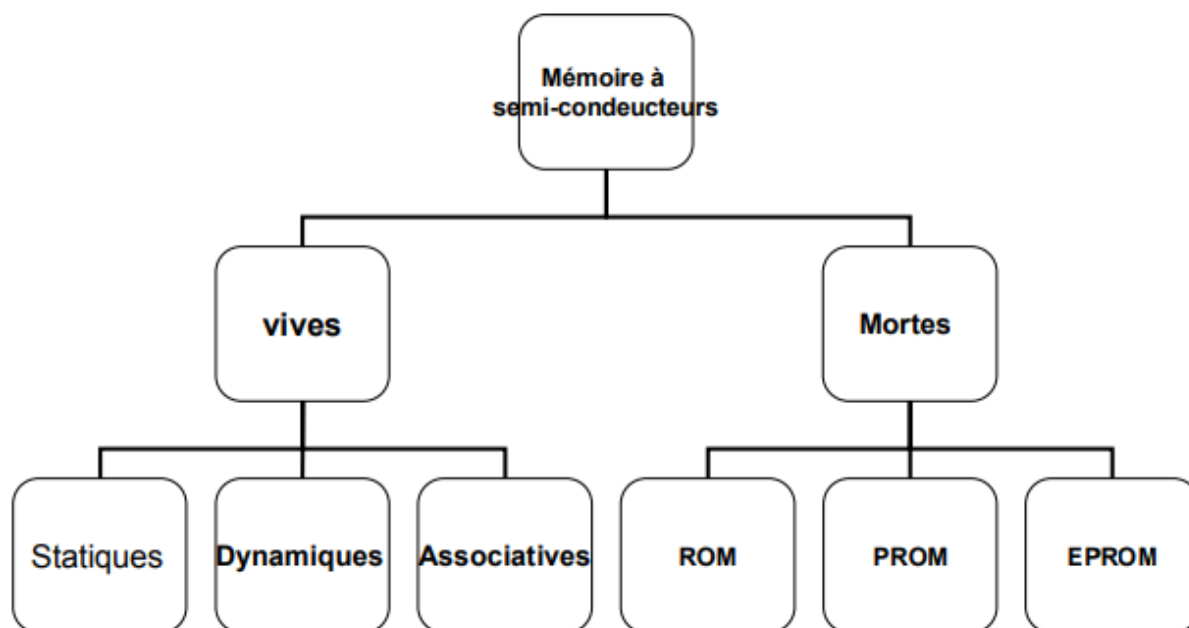 Mémoire à
semi-condeucteurs
vives
Mortes
Statiques
Dynamiques
Associatives
ROM
PROM
EPROM